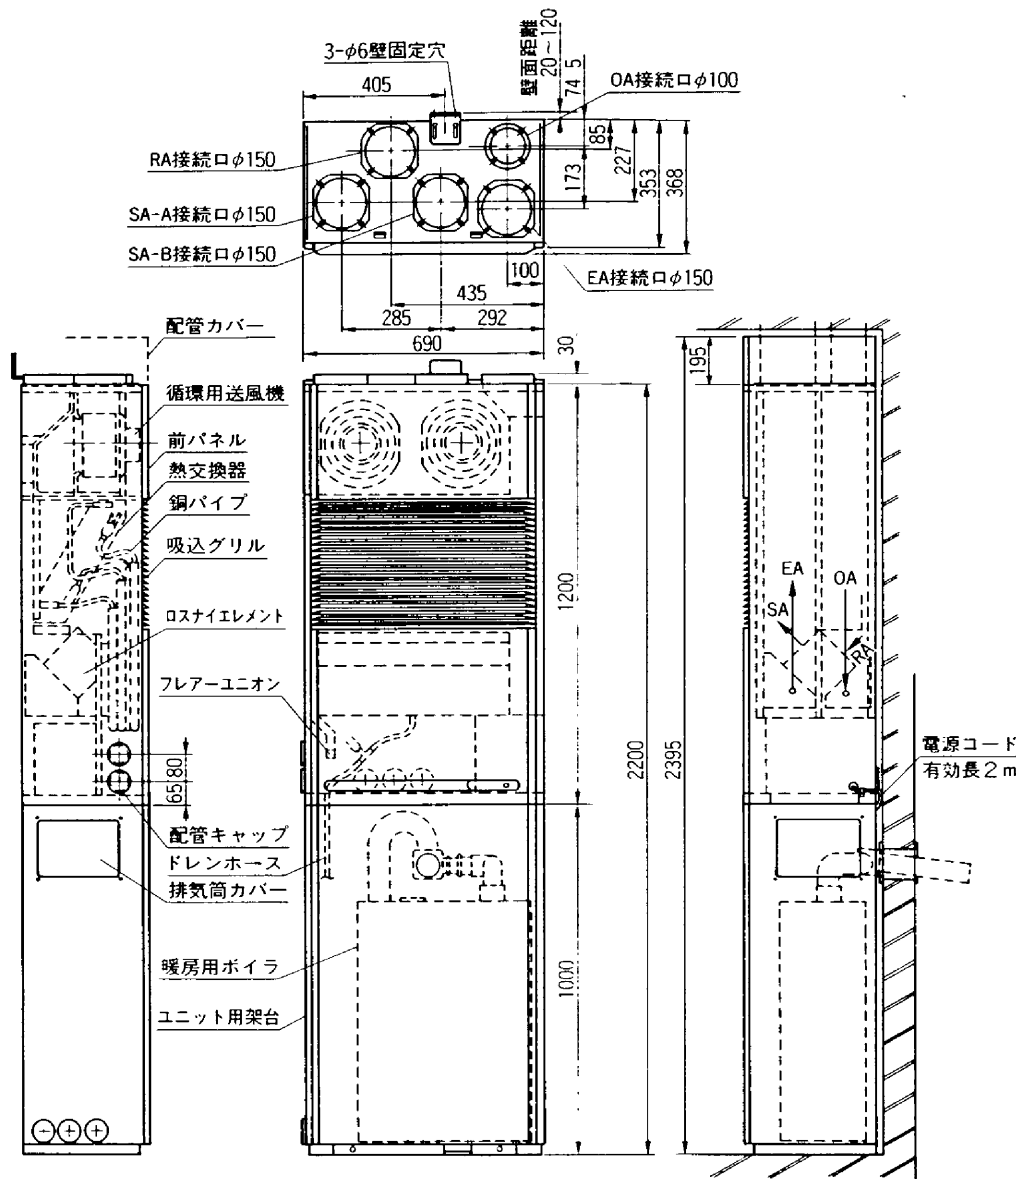 3-φ6壁固定穴
壁面距離
20～120
405
74.5
OA接続口φ100
RA接続口φ150
85
173
227
353
368
SA-A接続口φ150
SA-B接続口φ150
100
EA接続口φ150
435
285
292
690
30
配管カバー
195
循環用送風機
前パネル
熱交換器
銅パイプ
吸込グリル
ロスナイエレメント
フレアーユニオン
1200
2200
2395
EA
OA
SA
RA
電源コード
有効長2m
80
65
配管キャップ
ドレンホース
排気筒カバー
暖房用ボイラ
1000
ユニット用架台